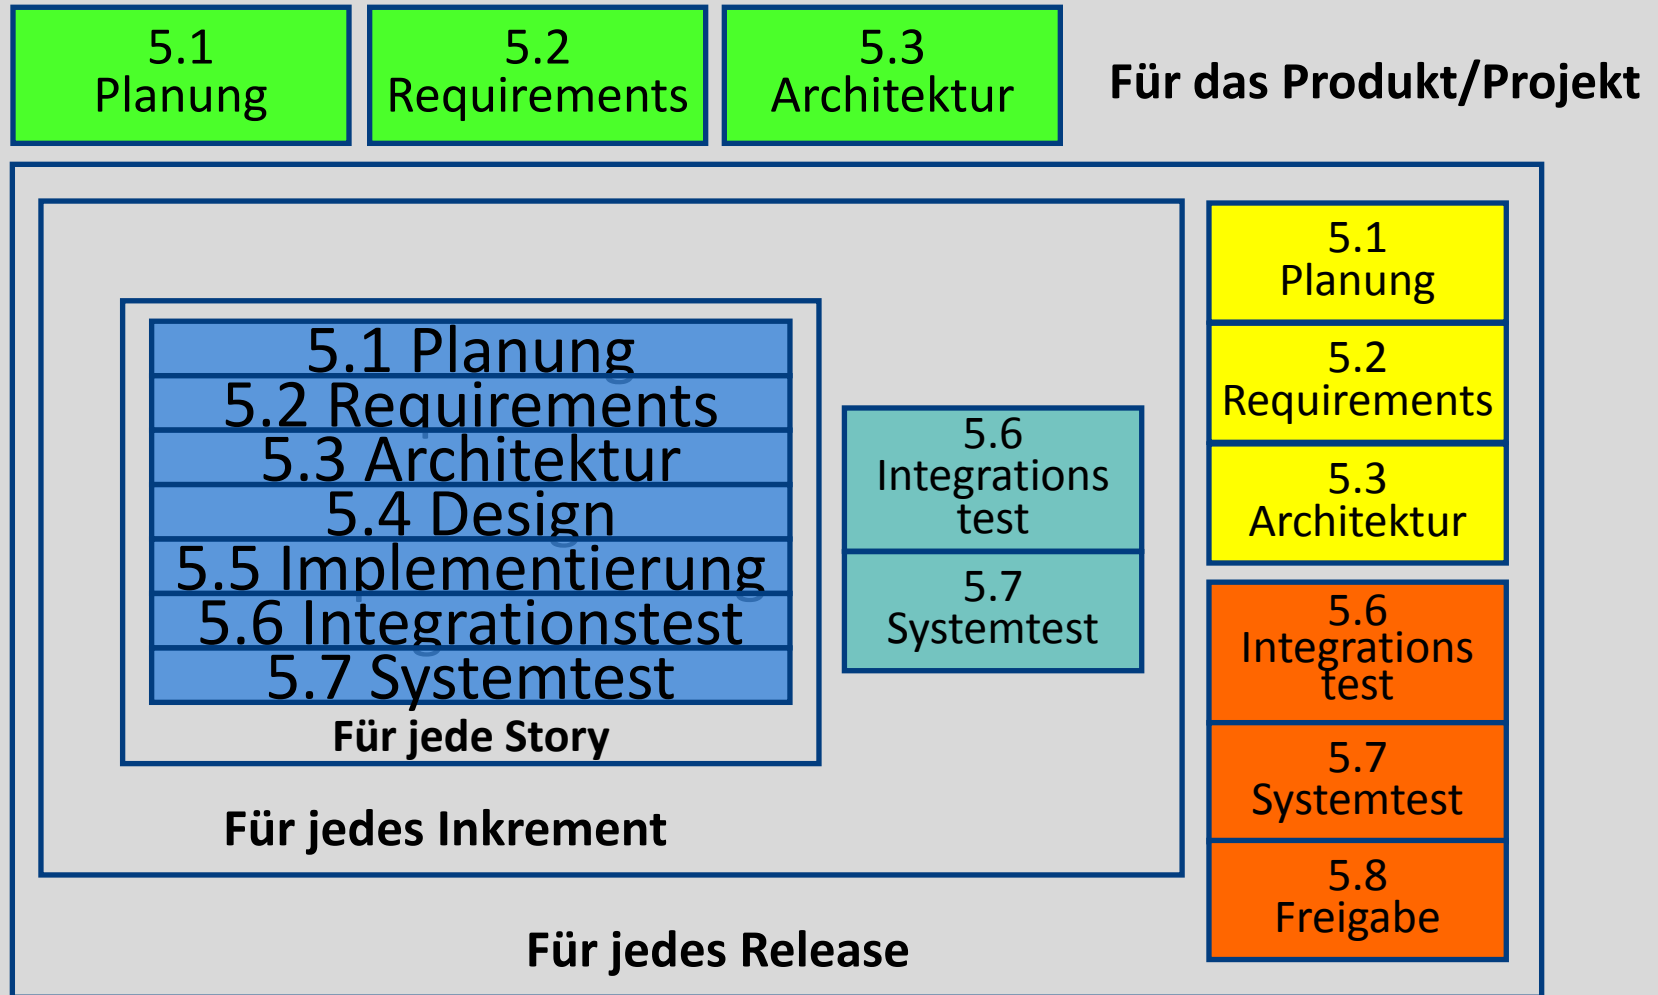 5.1
Planung
5.2
Requirements
5.3
Architektur
Für das Produkt/Projekt
5.1 Planung
5.2 Requirements
5.3 Architektur
5.4 Design
5.5 Implementierung
5.6 Integrationstest
5.7 Systemtest
Für jede Story
5.6
Integrations
test
5.7
Systemtest
Für jedes Inkrement
5.1
Planung
5.2
Requirements
5.3
Architektur
5.6
Integrations
test
5.7
Systemtest
5.8
Freigabe
Für jedes Release